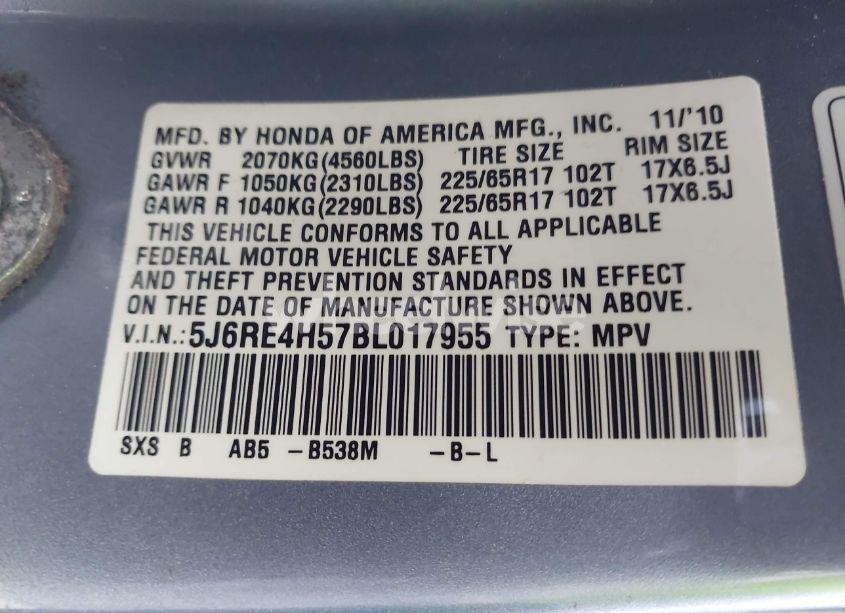 MFD. BY HONDA OF AMERICA MFG., INC. 11/'10
GVWR 2070KG(4560LBS) TIRE SIZE RIM SIZE
GAWR F 1050KG(2310LBS) 225/65R17 102T 17X6.5J
GAWR R 1040KG(2290LBS) 225/65R17 102T 17X6.5J
THIS VEHICLE CONFORMS TO ALL APPLICABLE
FEDERAL MOTOR VEHICLE SAFETY
AND THEFT PREVENTION STANDARDS IN EFFECT
ON THE DATE OF MANUFACTURE SHOWN ABOVE.
V.I.N.:5J6RE4H57BL017955 TYPE: MPV
SXS B AB5 -B538M -B-L